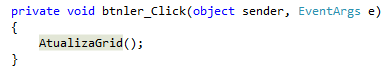 private void btnler_Click(object sender, EventArgs e)
{
AtualizaGrid();
}